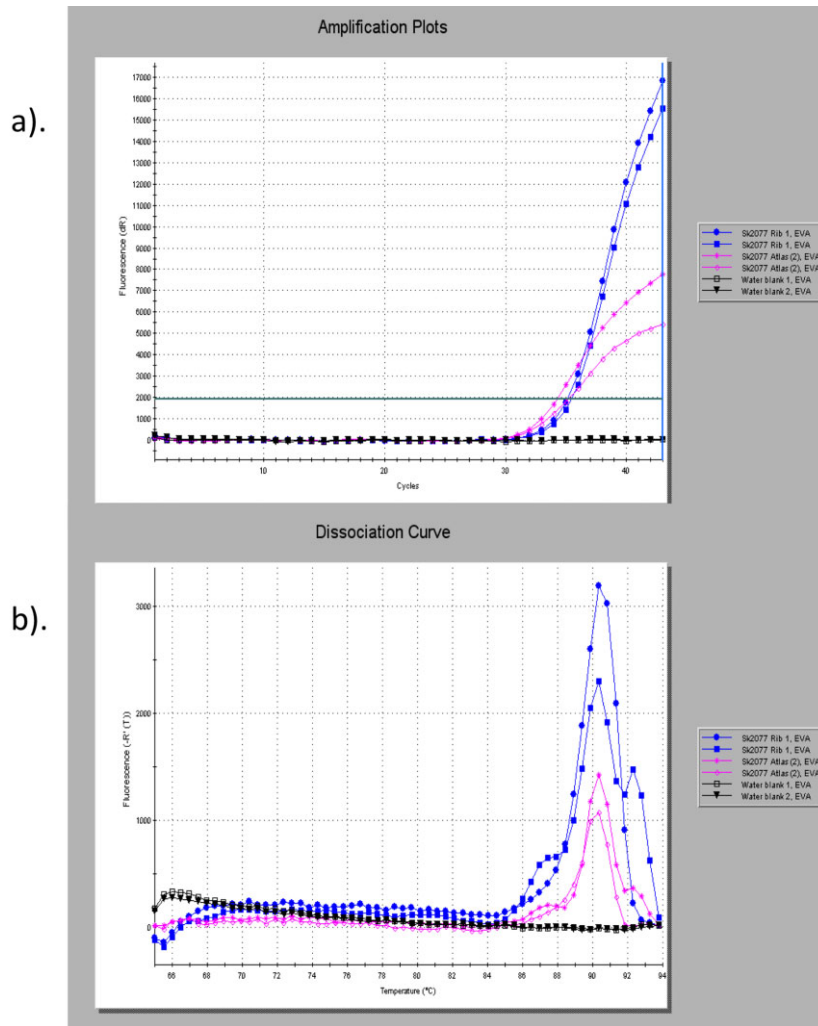 a).
Amplification Plots
Fluorescence (dR)
17000
16000
15000
14000
13000
12000
11000
10000
9000
8000
7000
6000
5000
4000
3000
2000
1000
0
10
20
30
40
Cycles
Sk2077 Rib 1, EVA
Sk2077 Rib 1, EVA
Sk2077 Atlas (2), EVA
Sk2077 Atlas (2), EVA
Water blank 1, EVA
Water blank 2, EVA
b).
Dissociation Curve
Fluorescence (-R' (T))
3000
2000
1000
0
66
68
70
72
74
76
78
80
82
84
86
88
90
92
94
Temperature (°C)
Sk2077 Rib 1, EVA
Sk2077 Rib 1, EVA
Sk2077 Atlas (2), EVA
Sk2077 Atlas (2), EVA
Water blank 1, EVA
Water blank 2, EVA